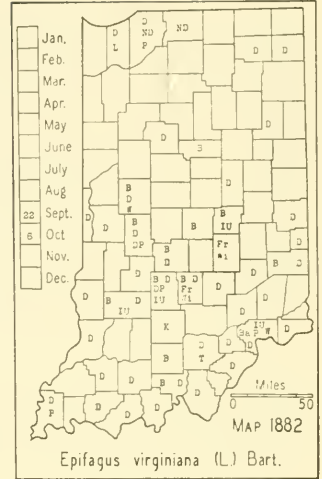 Jan.
Feb.
Mar.
Apr.
May
June
July
Aug
22 Sept.
6 Oct
Nov.
Dec.
D D ND
L ND D D
P
D
D
B
D
B D
D
W
D D
B B B
D IU D
DP
B Fr
D
D B D
B D B D D
DP Fr
IU
D B D D
IU
IU
K W D
D
B D
T D
D D
D D B D D
P D D D
Miles
0 50
MAP 1882
Epifagus virginiana (L.) Bart.